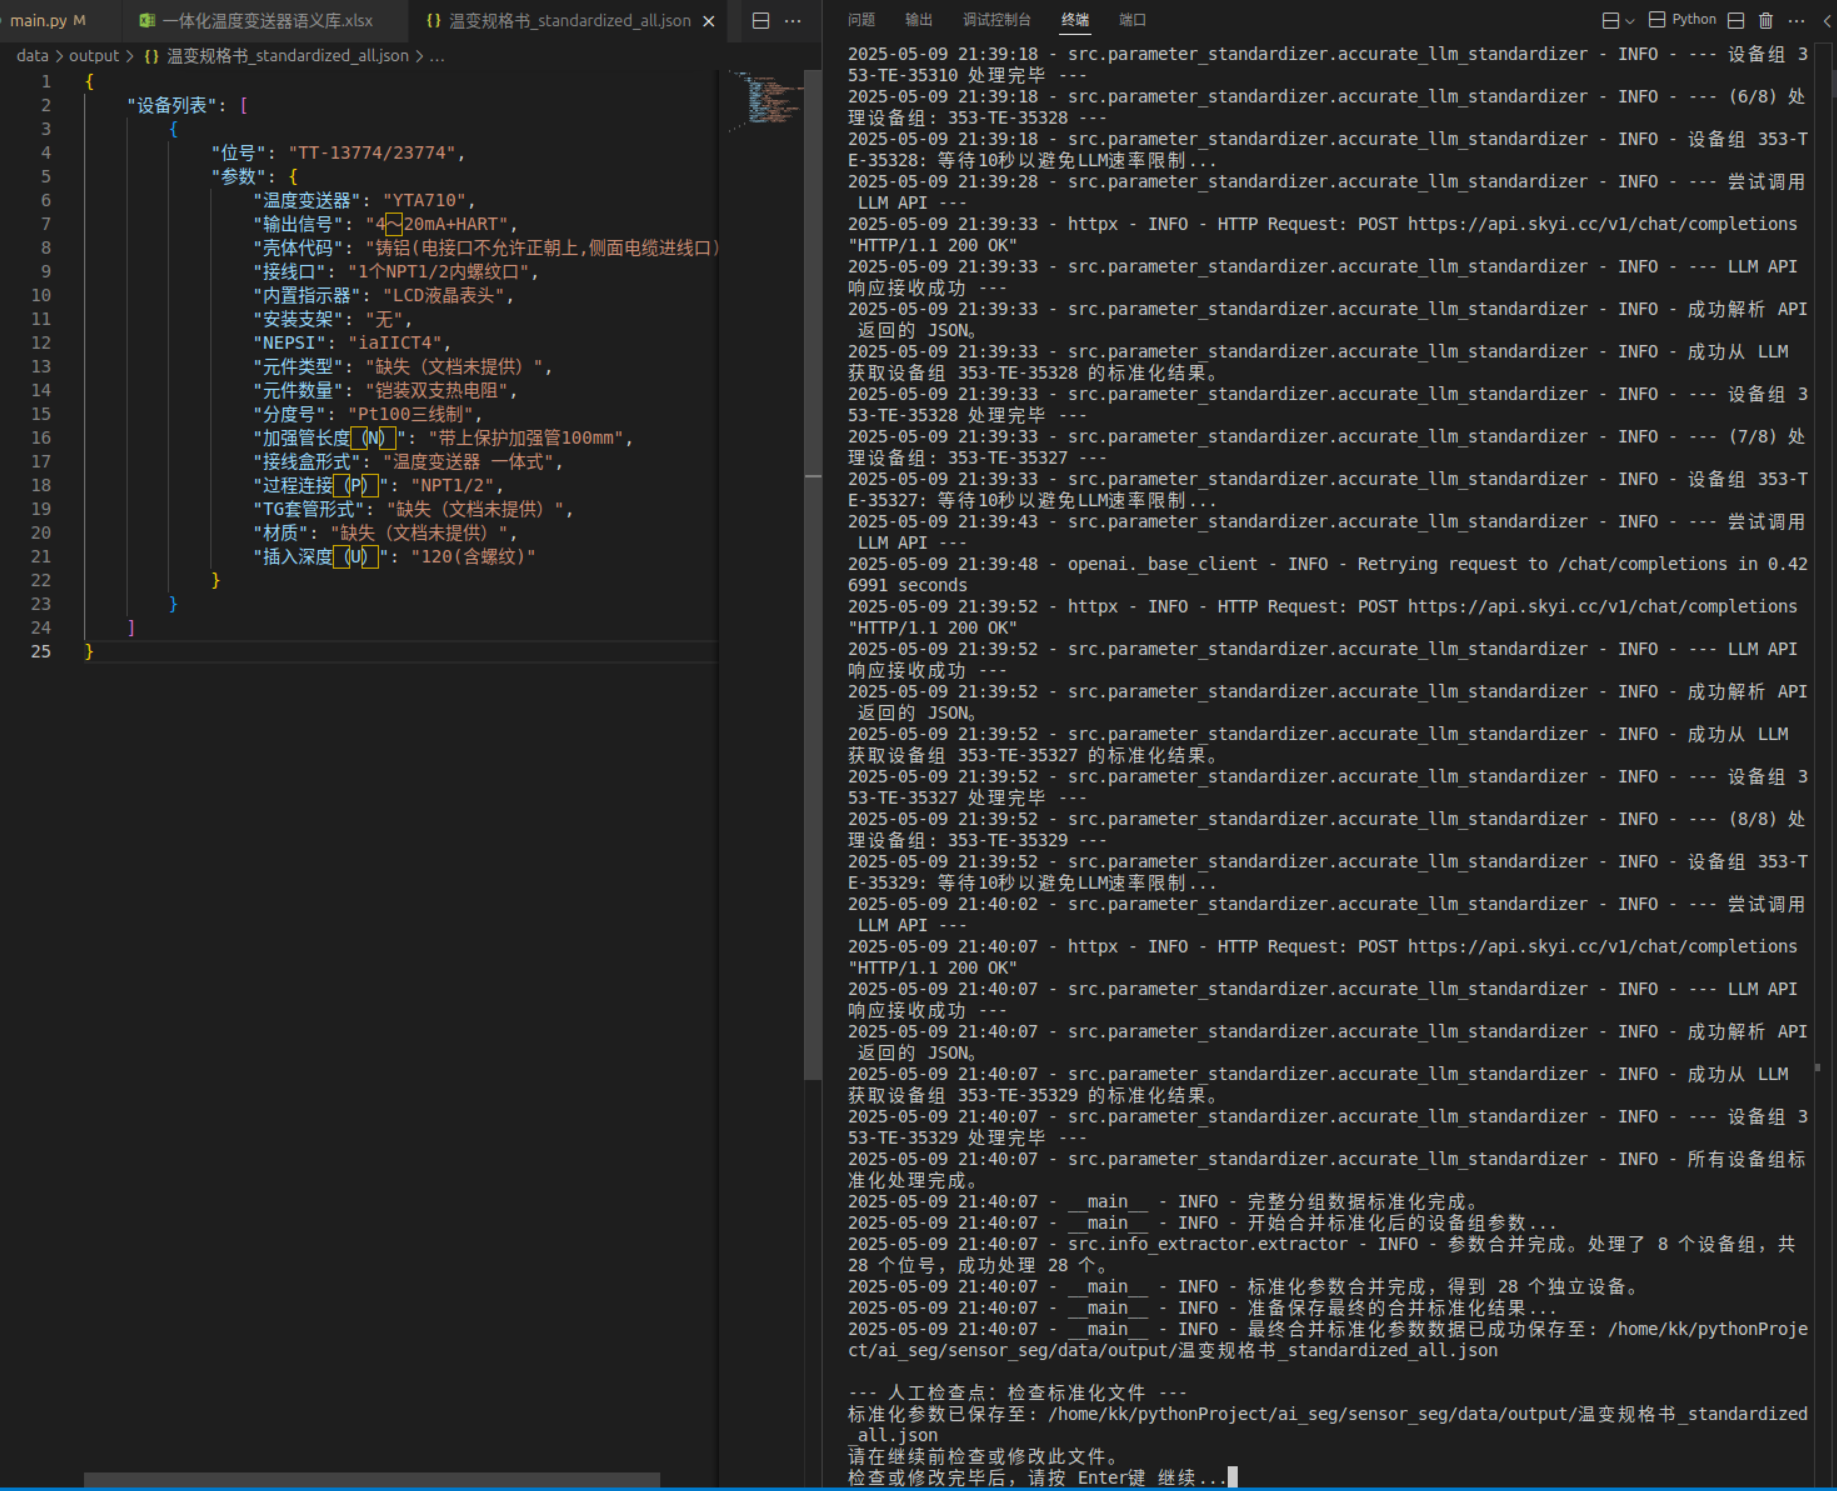 main.py M
一体化温度变送器语义库.xlsx
温变规格书_standardized_all.json
data > output > {} 温变规格书_standardized_all.json > ...
1 {
2 "设备列表": [
3 {
4 "位号": "TT-13774/23774",
5 "参数": {
6 "温度变送器": "YTA710",
7 "输出信号": "4～20mA+HART",
8 "壳体代码": "铸铝(电接口不允许正朝上,侧面电缆进线口)
9 "接线口": "1个NPT1/2内螺纹口",
10 "内置指示器": "LCD液晶表头",
11 "安装支架": "无",
12 "NEPSI": "iaIICT4",
13 "元件类型": "缺失（文档未提供）",
14 "元件数量": "铠装双支热电阻",
15 "分度号": "Pt100三线制",
16 "加强管长度（N）": "带上保护加强管100mm",
17 "接线盒形式": "温度变送器 一体式",
18 "过程连接（P）": "NPT1/2",
19 "TG套管形式": "缺失（文档未提供）",
20 "材质": "缺失（文档未提供）",
21 "插入深度（U）": "120(含螺纹)"
22 }
23 }
24 ]
25 }
问题 输出 调试控制台 终端 端口
Python
2025-05-09 21:39:18 - src.parameter_standardizer.accurate_llm_standardizer - INFO - --- 设备组 3
53-TE-35310 处理完毕 ---
2025-05-09 21:39:18 - src.parameter_standardizer.accurate_llm_standardizer - INFO - --- (6/8) 处
理设备组: 353-TE-35328 ---
2025-05-09 21:39:18 - src.parameter_standardizer.accurate_llm_standardizer - INFO - 设备组 353-T
E-35328: 等待10秒以避免LLM速率限制...
2025-05-09 21:39:28 - src.parameter_standardizer.accurate_llm_standardizer - INFO - --- 尝试调用
LLM API ---
2025-05-09 21:39:33 - httpx - INFO - HTTP Request: POST https://api.skyi.cc/v1/chat/completions
"HTTP/1.1 200 OK"
2025-05-09 21:39:33 - src.parameter_standardizer.accurate_llm_standardizer - INFO - --- LLM API
响应接收成功 ---
2025-05-09 21:39:33 - src.parameter_standardizer.accurate_llm_standardizer - INFO - 成功解析 API
返回的 JSON。
2025-05-09 21:39:33 - src.parameter_standardizer.accurate_llm_standardizer - INFO - 成功从 LLM
获取设备组 353-TE-35328 的标准化结果。
2025-05-09 21:39:33 - src.parameter_standardizer.accurate_llm_standardizer - INFO - --- 设备组 3
53-TE-35328 处理完毕 ---
2025-05-09 21:39:33 - src.parameter_standardizer.accurate_llm_standardizer - INFO - --- (7/8) 处
理设备组: 353-TE-35327 ---
2025-05-09 21:39:33 - src.parameter_standardizer.accurate_llm_standardizer - INFO - 设备组 353-T
E-35327: 等待10秒以避免LLM速率限制...
2025-05-09 21:39:43 - src.parameter_standardizer.accurate_llm_standardizer - INFO - --- 尝试调用
LLM API ---
2025-05-09 21:39:48 - openai._base_client - INFO - Retrying request to /chat/completions in 0.42
6991 seconds
2025-05-09 21:39:52 - httpx - INFO - HTTP Request: POST https://api.skyi.cc/v1/chat/completions
"HTTP/1.1 200 OK"
2025-05-09 21:39:52 - src.parameter_standardizer.accurate_llm_standardizer - INFO - --- LLM API
响应接收成功 ---
2025-05-09 21:39:52 - src.parameter_standardizer.accurate_llm_standardizer - INFO - 成功解析 API
返回的 JSON。
2025-05-09 21:39:52 - src.parameter_standardizer.accurate_llm_standardizer - INFO - 成功从 LLM
获取设备组 353-TE-35327 的标准化结果。
2025-05-09 21:39:52 - src.parameter_standardizer.accurate_llm_standardizer - INFO - --- 设备组 3
53-TE-35327 处理完毕 ---
2025-05-09 21:39:52 - src.parameter_standardizer.accurate_llm_standardizer - INFO - --- (8/8) 处
理设备组: 353-TE-35329 ---
2025-05-09 21:39:52 - src.parameter_standardizer.accurate_llm_standardizer - INFO - 设备组 353-T
E-35329: 等待10秒以避免LLM速率限制...
2025-05-09 21:40:02 - src.parameter_standardizer.accurate_llm_standardizer - INFO - --- 尝试调用
LLM API ---
2025-05-09 21:40:07 - httpx - INFO - HTTP Request: POST https://api.skyi.cc/v1/chat/completions
"HTTP/1.1 200 OK"
2025-05-09 21:40:07 - src.parameter_standardizer.accurate_llm_standardizer - INFO - --- LLM API
响应接收成功 ---
2025-05-09 21:40:07 - src.parameter_standardizer.accurate_llm_standardizer - INFO - 成功解析 API
返回的 JSON。
2025-05-09 21:40:07 - src.parameter_standardizer.accurate_llm_standardizer - INFO - 成功从 LLM
获取设备组 353-TE-35329 的标准化结果。
2025-05-09 21:40:07 - src.parameter_standardizer.accurate_llm_standardizer - INFO - --- 设备组 3
53-TE-35329 处理完毕 ---
2025-05-09 21:40:07 - src.parameter_standardizer.accurate_llm_standardizer - INFO - 所有设备组标
准化处理完成。
2025-05-09 21:40:07 - __main__ - INFO - 完整分组数据标准化完成。
2025-05-09 21:40:07 - __main__ - INFO - 开始合并标准化后的设备组参数...
2025-05-09 21:40:07 - src.info_extractor.extractor - INFO - 参数合并完成。处理了 8 个设备组，共
28 个位号，成功处理 28 个。
2025-05-09 21:40:07 - __main__ - INFO - 标准化参数合并完成，得到 28 个独立设备。
2025-05-09 21:40:07 - __main__ - INFO - 准备保存最终的合并标准化结果...
2025-05-09 21:40:07 - __main__ - INFO - 最终合并标准化参数数据已成功保存至: /home/kk/pythonProje
ct/ai_seg/sensor_seg/data/output/温变规格书_standardized_all.json
--- 人工检查点: 检查标准化文件 ---
标准化参数已保存至: /home/kk/pythonProject/ai_seg/sensor_seg/data/output/温变规格书_standardized
_all.json
请在继续前检查或修改此文件。
检查或修改完毕后，请按 Enter键 继续...